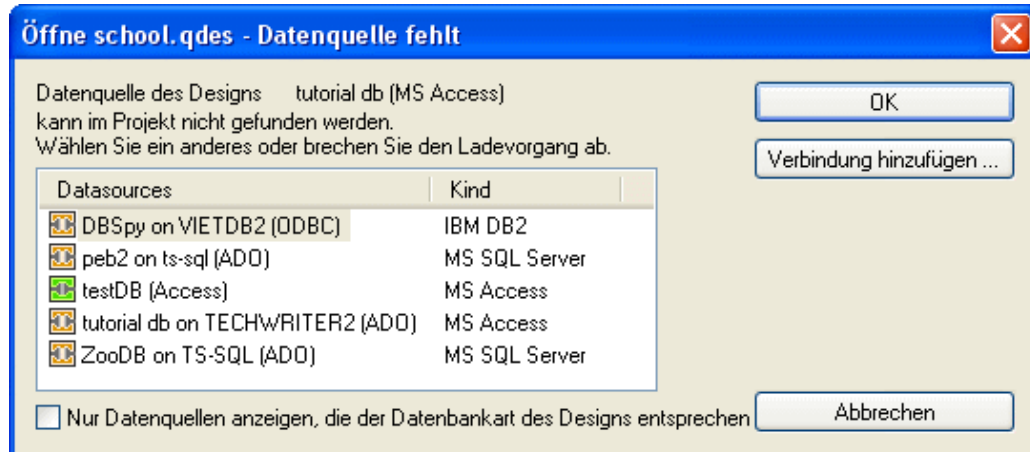 Öffne school.qdes - Datenquelle fehlt
Datenquelle des Designs tutorial db (MS Access)
kann im Projekt nicht gefunden werden.
Wählen Sie ein anderes oder brechen Sie den Ladevorgang ab.
OK
Verbindung hinzufügen ...
Datasources Kind
DBSpy on VIETDB2 (ODBC) IBM DB2
peb2 on ts-sql (ADO) MS SQL Server
testDB (Access) MS Access
tutorial db on TECHWRITER2 (ADO) MS Access
ZooDB on TS-SQL (ADO) MS SQL Server
Nur Datenquellen anzeigen, die der Datenbankart des Designs entsprechen
Abbrechen